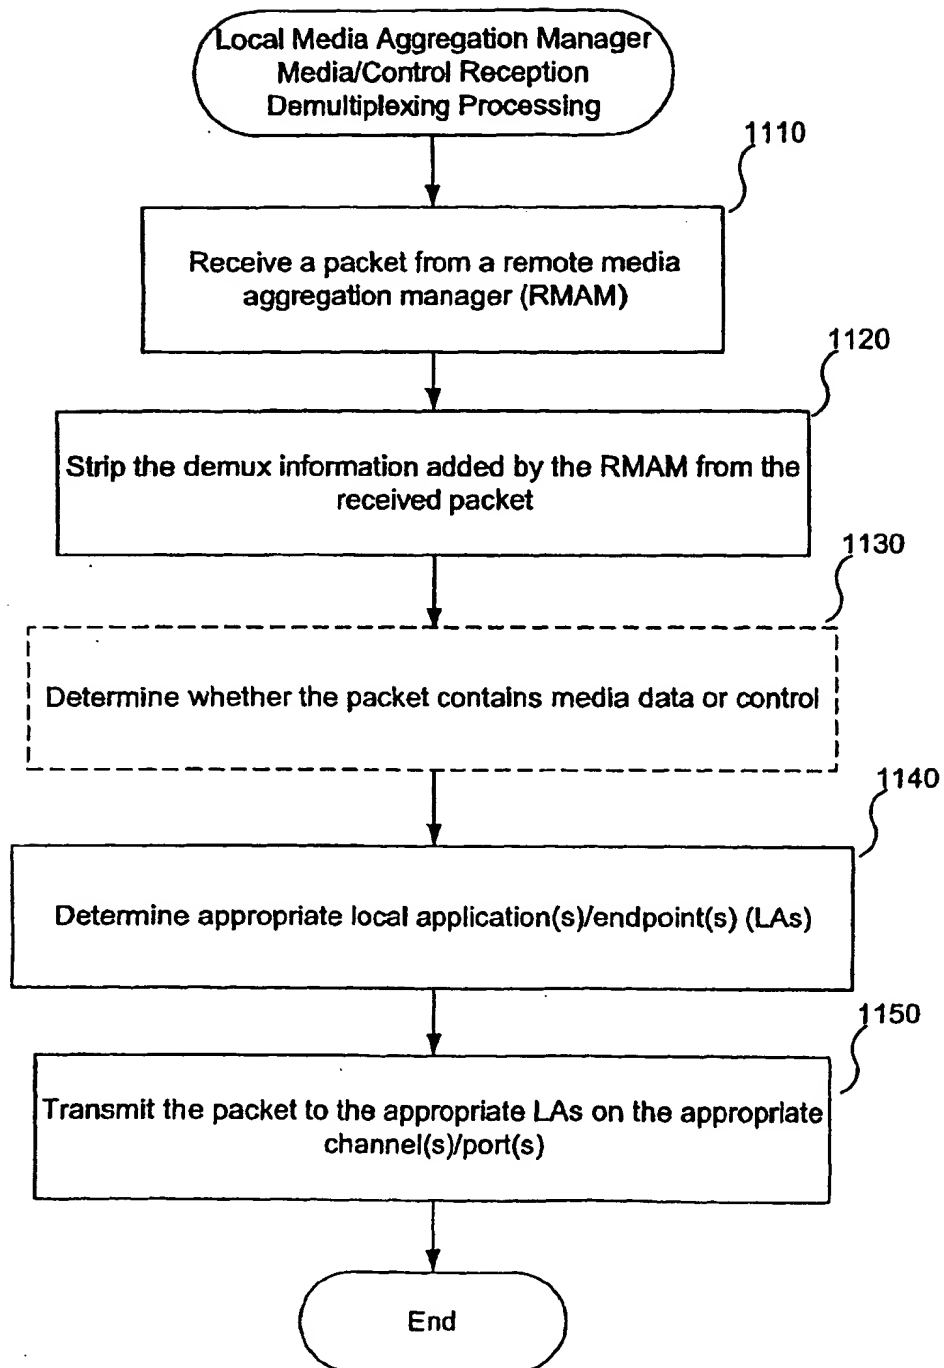 Local Media Aggregation Manager
Media/Control Reception
Demultiplexing Processing
1110
Receive a packet from a remote media
aggregation manager (RMAM)
1120
Strip the demux information added by the RMAM from the
received packet
1130
Determine whether the packet contains media data or control
1140
Determine appropriate local application(s)/endpoint(s) (LAs)
1150
Transmit the packet to the appropriate LAs on the appropriate
channel(s)/port(s)
End